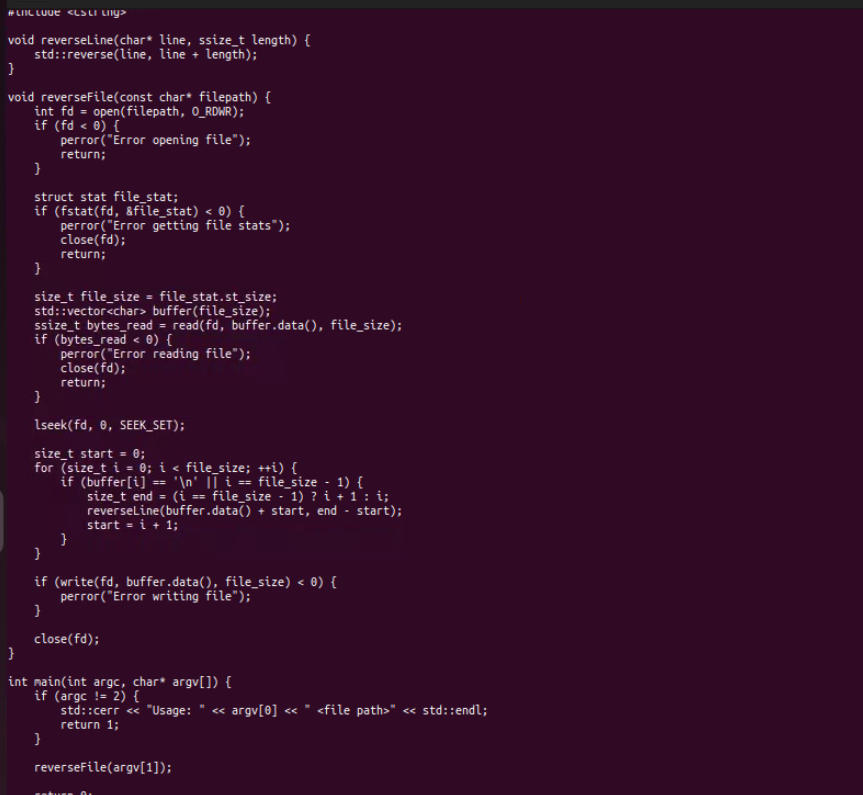 #include <cstring>
void reverseLine(char* line, ssize_t length) {
    std::reverse(line, line + length);
}
void reverseFile(const char* filepath) {
    int fd = open(filepath, O_RDWR);
    if (fd < 0) {
        perror("Error opening file");
        return;
    }
    struct stat file_stat;
    if (fstat(fd, &file_stat) < 0) {
        perror("Error getting file stats");
        close(fd);
        return;
    }
    size_t file_size = file_stat.st_size;
    std::vector<char> buffer(file_size);
    ssize_t bytes_read = read(fd, buffer.data(), file_size);
    if (bytes_read < 0) {
        perror("Error reading file");
        close(fd);
        return;
    }
    lseek(fd, 0, SEEK_SET);
    size_t start = 0;
    for (size_t i = 0; i < file_size; ++i) {
        if (buffer[i] == '\n' || i == file_size - 1) {
            size_t end = (i == file_size - 1) ? i + 1 : i;
            reverseLine(buffer.data() + start, end - start);
            start = i + 1;
        }
    }
    if (write(fd, buffer.data(), file_size) < 0) {
        perror("Error writing file");
    }
    close(fd);
}
int main(int argc, char* argv[]) {
    if (argc != 2) {
        std::cerr << "Usage: " << argv[0] << " <file path>" << std::endl;
        return 1;
    }
    reverseFile(argv[1]);
    return 0;